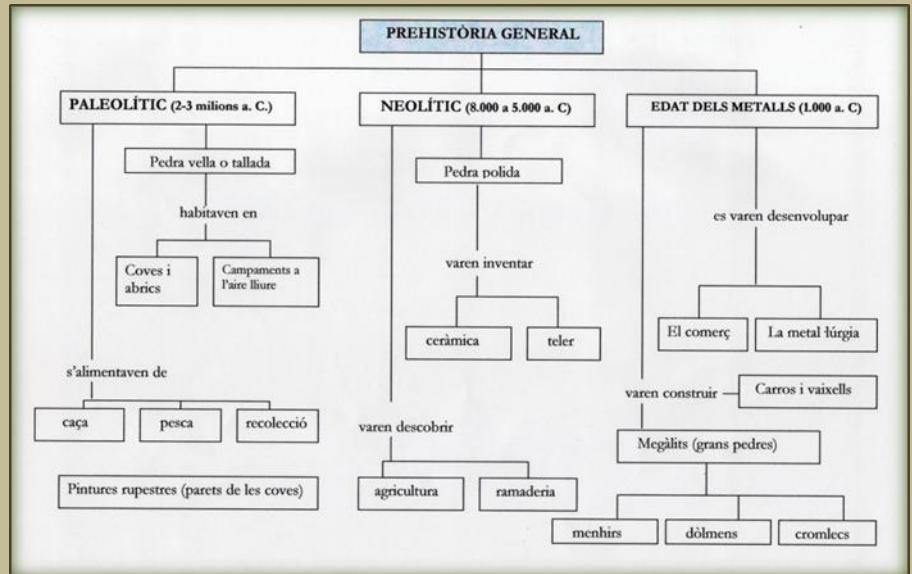 PREHISTÒRIA GENERAL
PALEOLÍTIC (2-3 milions a. C.)
NEOLÍTIC (8.000 a 5.000 a. C)
EDAT DELS METALLS (1.000 a. C)
Pedra vella o tallada
habitaven en
Coves i
abrics
Campaments a
l'aire lliure
s'alimentaven de
caça
pesca
recolecció
Pintures rupestres (parets de les coves)
Pedra polida
varen inventar
ceràmica
teler
varen descobrir
agricultura
ramaderia
es varen desenvolupar
El comerç
La metal·lúrgia
varen construir
Carros i vaixells
Megàlits (grans pedres)
menhirs
dòlmens
cromlecs